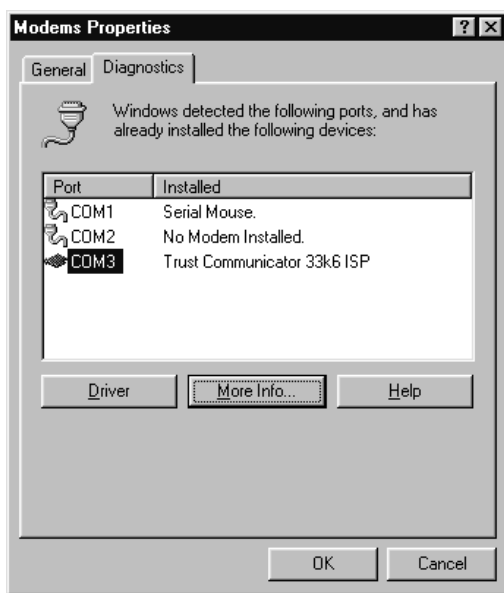 Modems Properties
General Diagnostics
Windows detected the following ports, and has
already installed the following devices:
Port Installed
COM1 Serial Mouse.
COM2 No Modem Installed.
COM3 Trust Communicator 33k6 ISP
Driver More Info... Help
OK Cancel